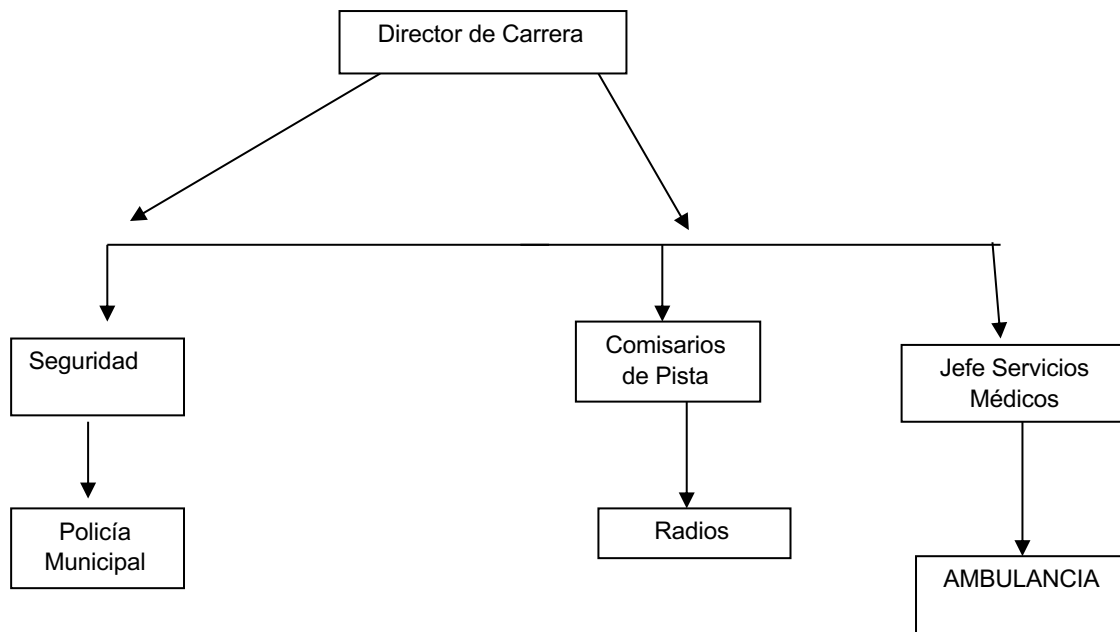 Director de Carrera
Seguridad
Comisarios
de Pista
Jefe Servicios
Médicos
Policía
Municipal
Radios
AMBULANCIA